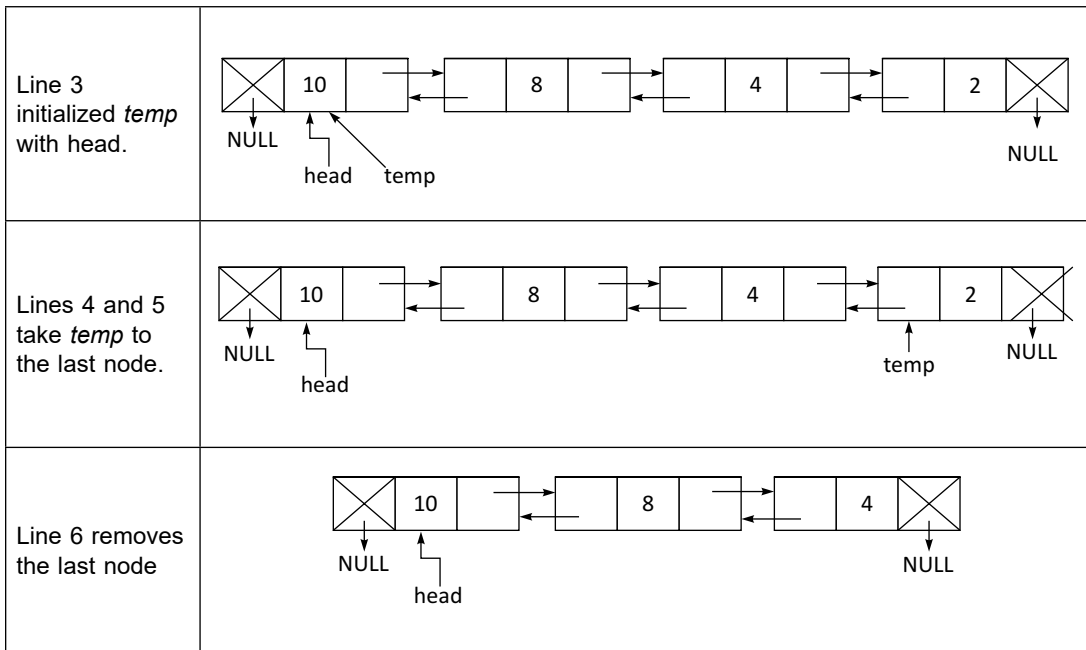 Line 3
initialized temp
with head.
10 8 4 2
NULL
NULL
head temp
Lines 4 and 5
take temp to
the last node.
10 8 4 2
NULL
NULL
head
temp
Line 6 removes
the last node
10 8 4
NULL
NULL
head